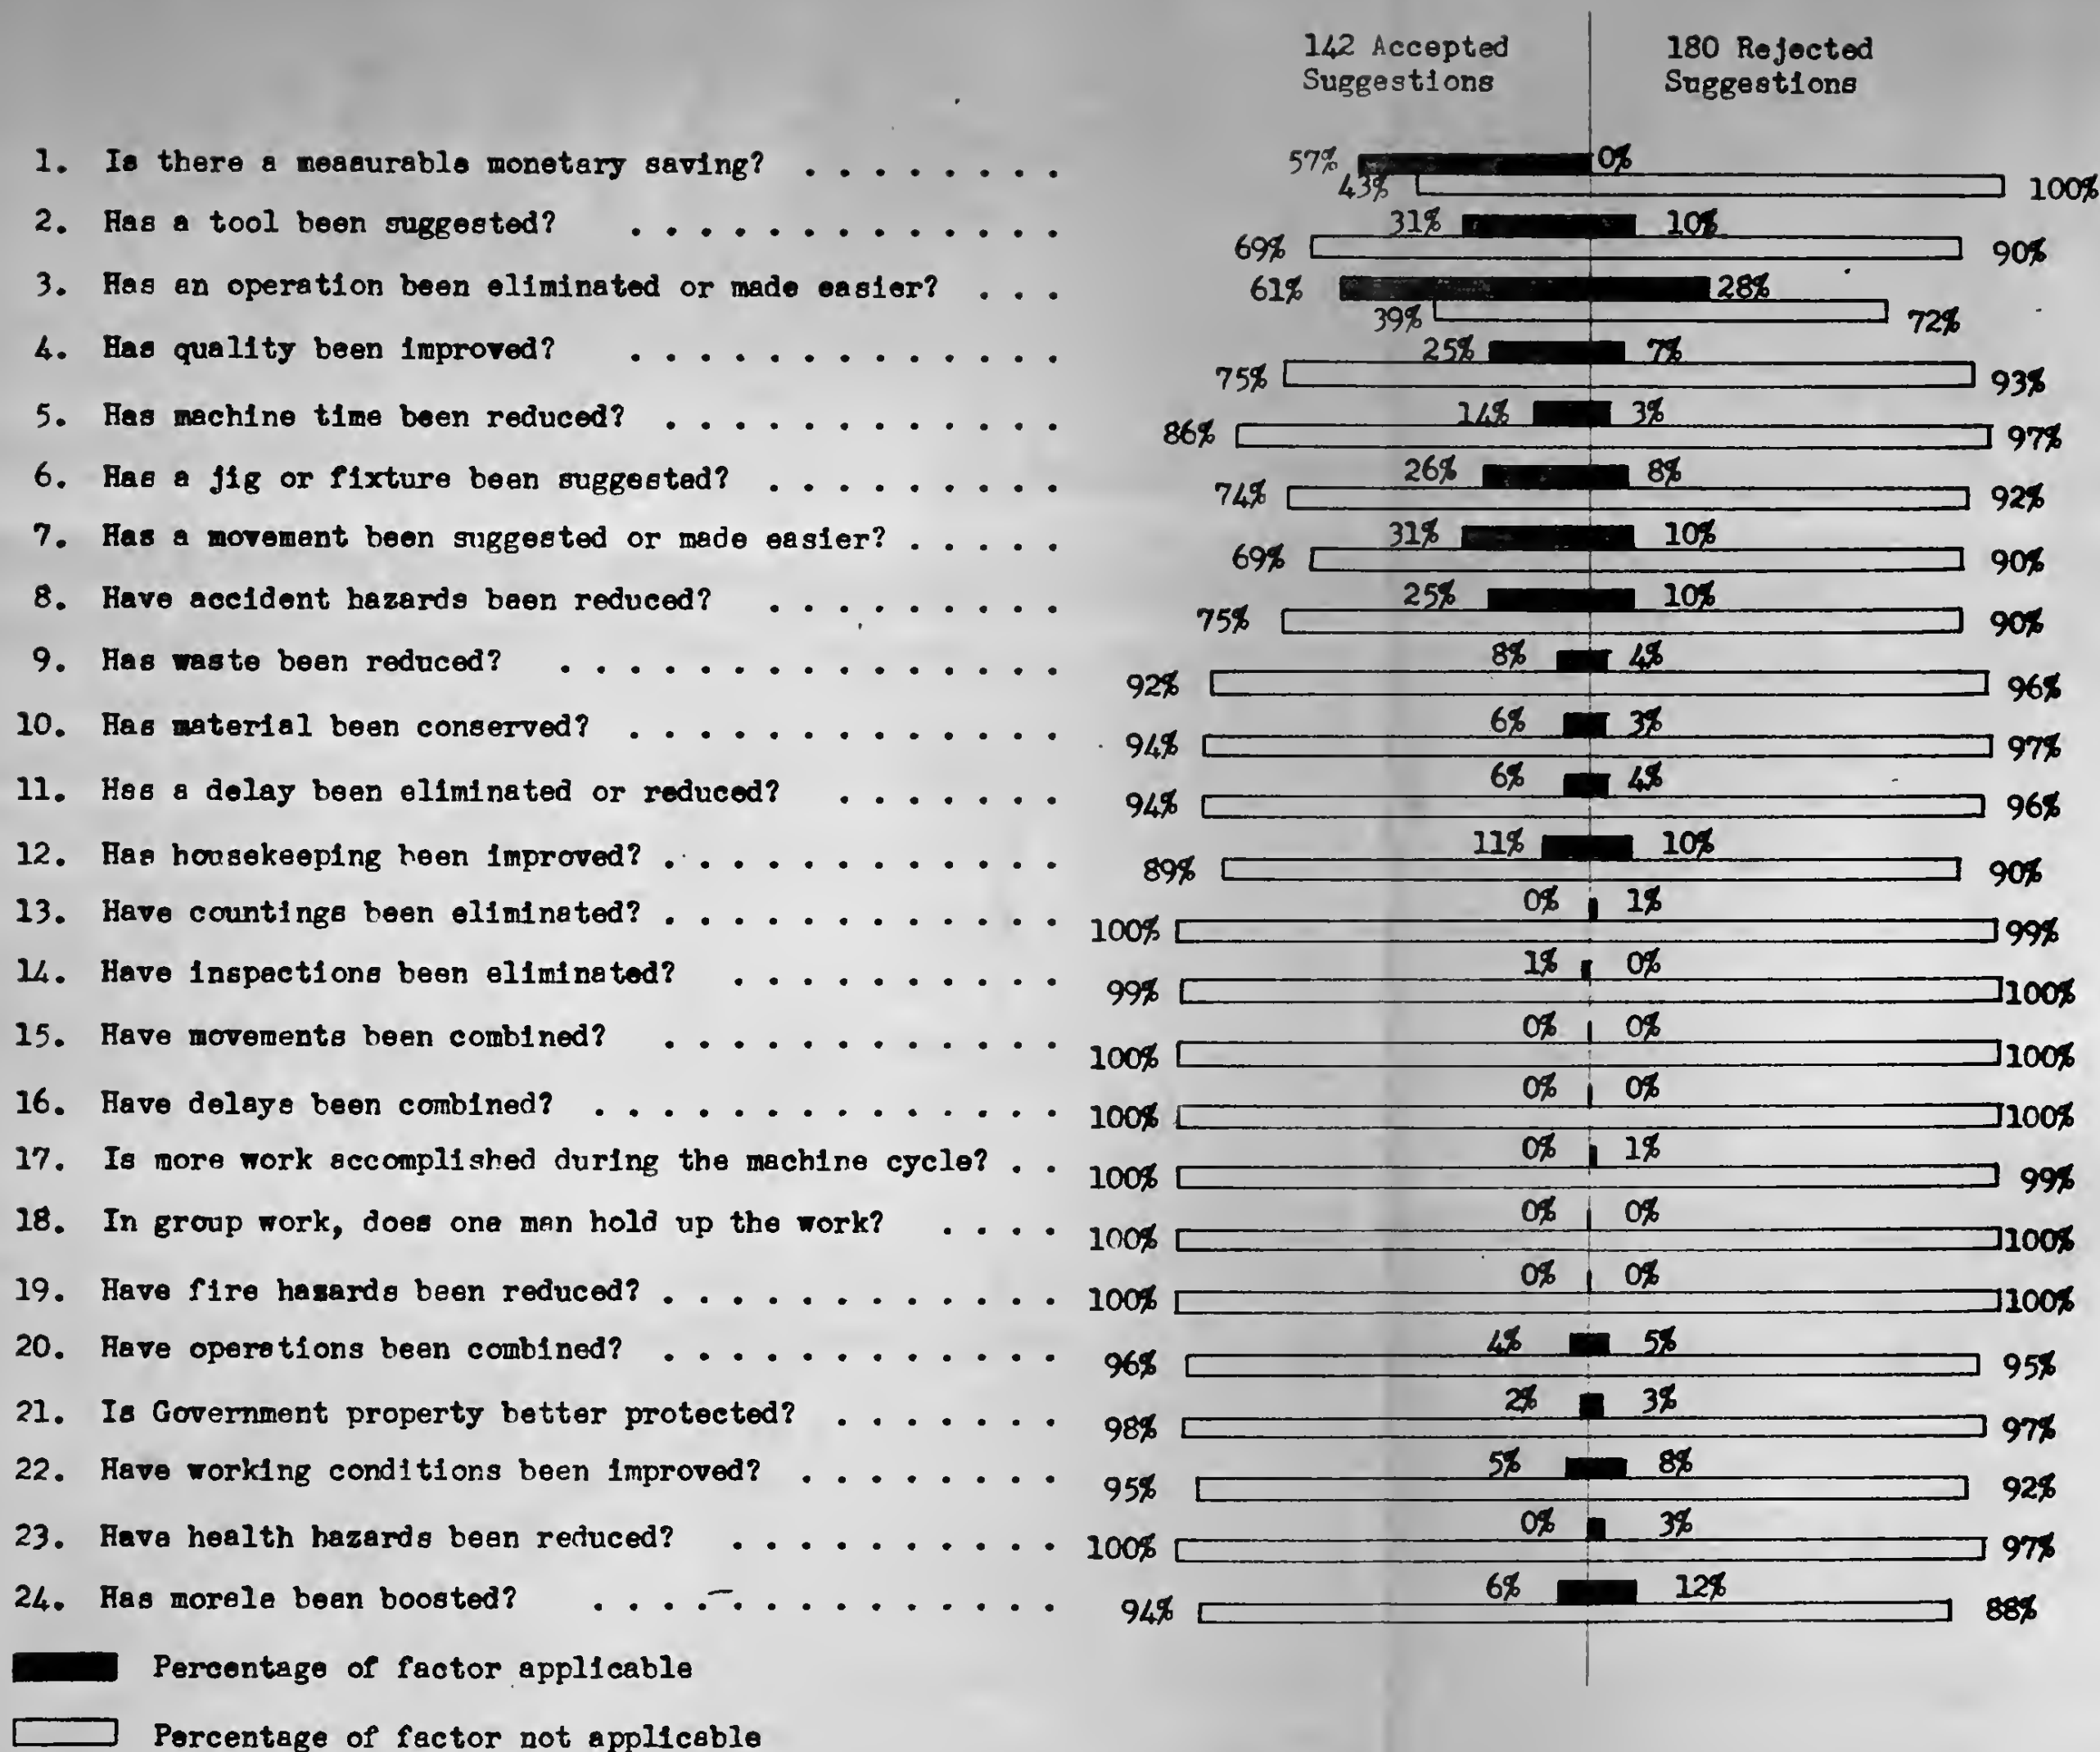 142 Accepted 180 Rejected
Suggestions Suggestions
1. Is there a measurable monetary saving? . . . . . . . . 57% 0%
43% 100%
2. Has a tool been suggested? . . . . . . . . . . . . . 31% 10%
69% 90%
3. Has an operation been eliminated or made easier? . . . 61% 28%
39% 72%
4. Has quality been improved? . . . . . . . . . . . . . 25% 7%
75% 93%
5. Has machine time been reduced? . . . . . . . . . . . . 14% 3%
86% 97%
6. Has a jig or fixture been suggested? . . . . . . . . . 26% 8%
74% 92%
7. Has a movement been suggested or made easier? . . . . . 31% 10%
69% 90%
8. Have accident hazards been reduced? . . . . . . . . . 25% 10%
75% 90%
9. Has waste been reduced? . . . . . . . . . . . . . . . 8% 4%
92% 96%
10. Has material been conserved? . . . . . . . . . . . . . 6% 3%
94% 97%
11. Has a delay been eliminated or reduced? . . . . . . . 6% 4%
94% 96%
12. Has housekeeping been improved? . . . . . . . . . . . . 11% 10%
89% 90%
13. Have countings been eliminated? . . . . . . . . . . . . 0% 1%
100% 99%
14. Have inspections been eliminated? . . . . . . . . . . 1% 0%
99% 100%
15. Have movements been combined? . . . . . . . . . . . . 0% 0%
100% 100%
16. Have delays been combined? . . . . . . . . . . . . . . 0% 0%
100% 100%
17. Is more work accomplished during the machine cycle? . . 0% 1%
100% 99%
18. In group work, does one man hold up the work? . . . . 0% 0%
100% 100%
19. Have fire hazards been reduced? . . . . . . . . . . . . 0% 0%
100% 100%
20. Have operations been combined? . . . . . . . . . . . . 4% 5%
96% 95%
21. Is Government property better protected? . . . . . . . 2% 3%
98% 97%
22. Have working conditions been improved? . . . . . . . . 5% 8%
95% 92%
23. Have health hazards been reduced? . . . . . . . . . . 0% 3%
100% 97%
24. Has morale been boosted? . . . . . . . . . . . . . . 6% 12%
94% 88%
Percentage of factor applicable
Percentage of factor not applicable